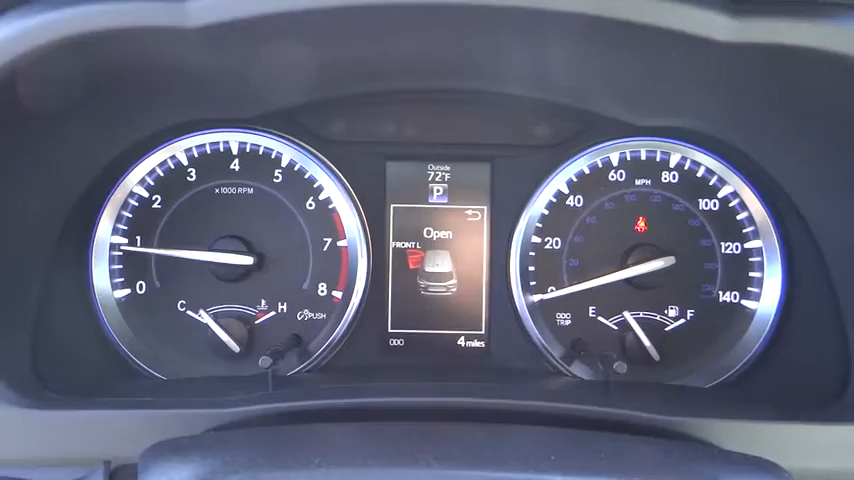 0
1
2
3
4
5
6
7
8
×1000 RPM
C
H
PUSH
Outside
72°F
P
Open
FRONT L
ODO
4 miles
0
20
40
60
80
100
120
140
MPH
ODO
TRIP
E
F